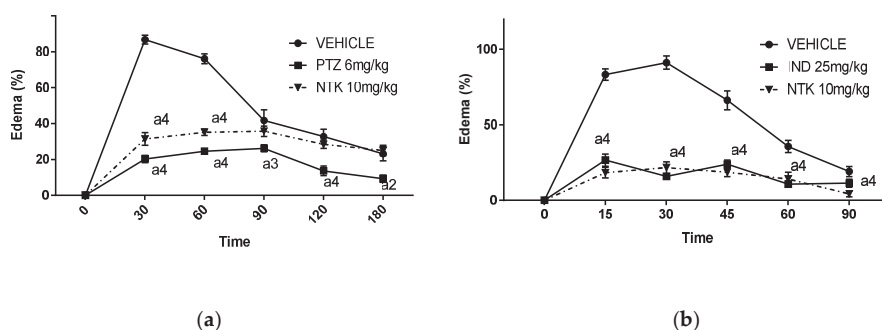 VEHICLE
PTZ 6mg/kg
NTK 10mg/kg
Edema (%)
80
60
40
20
0
a4
a4
a4
a4
a3
a4
a2
0
30
60
90
120
180
Time
(a)
VEHICLE
IND 25mg/kg
NTK 10mg/kg
Edema (%)
100
50
0
a4
a4
a4
a4
a4
0
15
30
45
60
90
Time
(b)